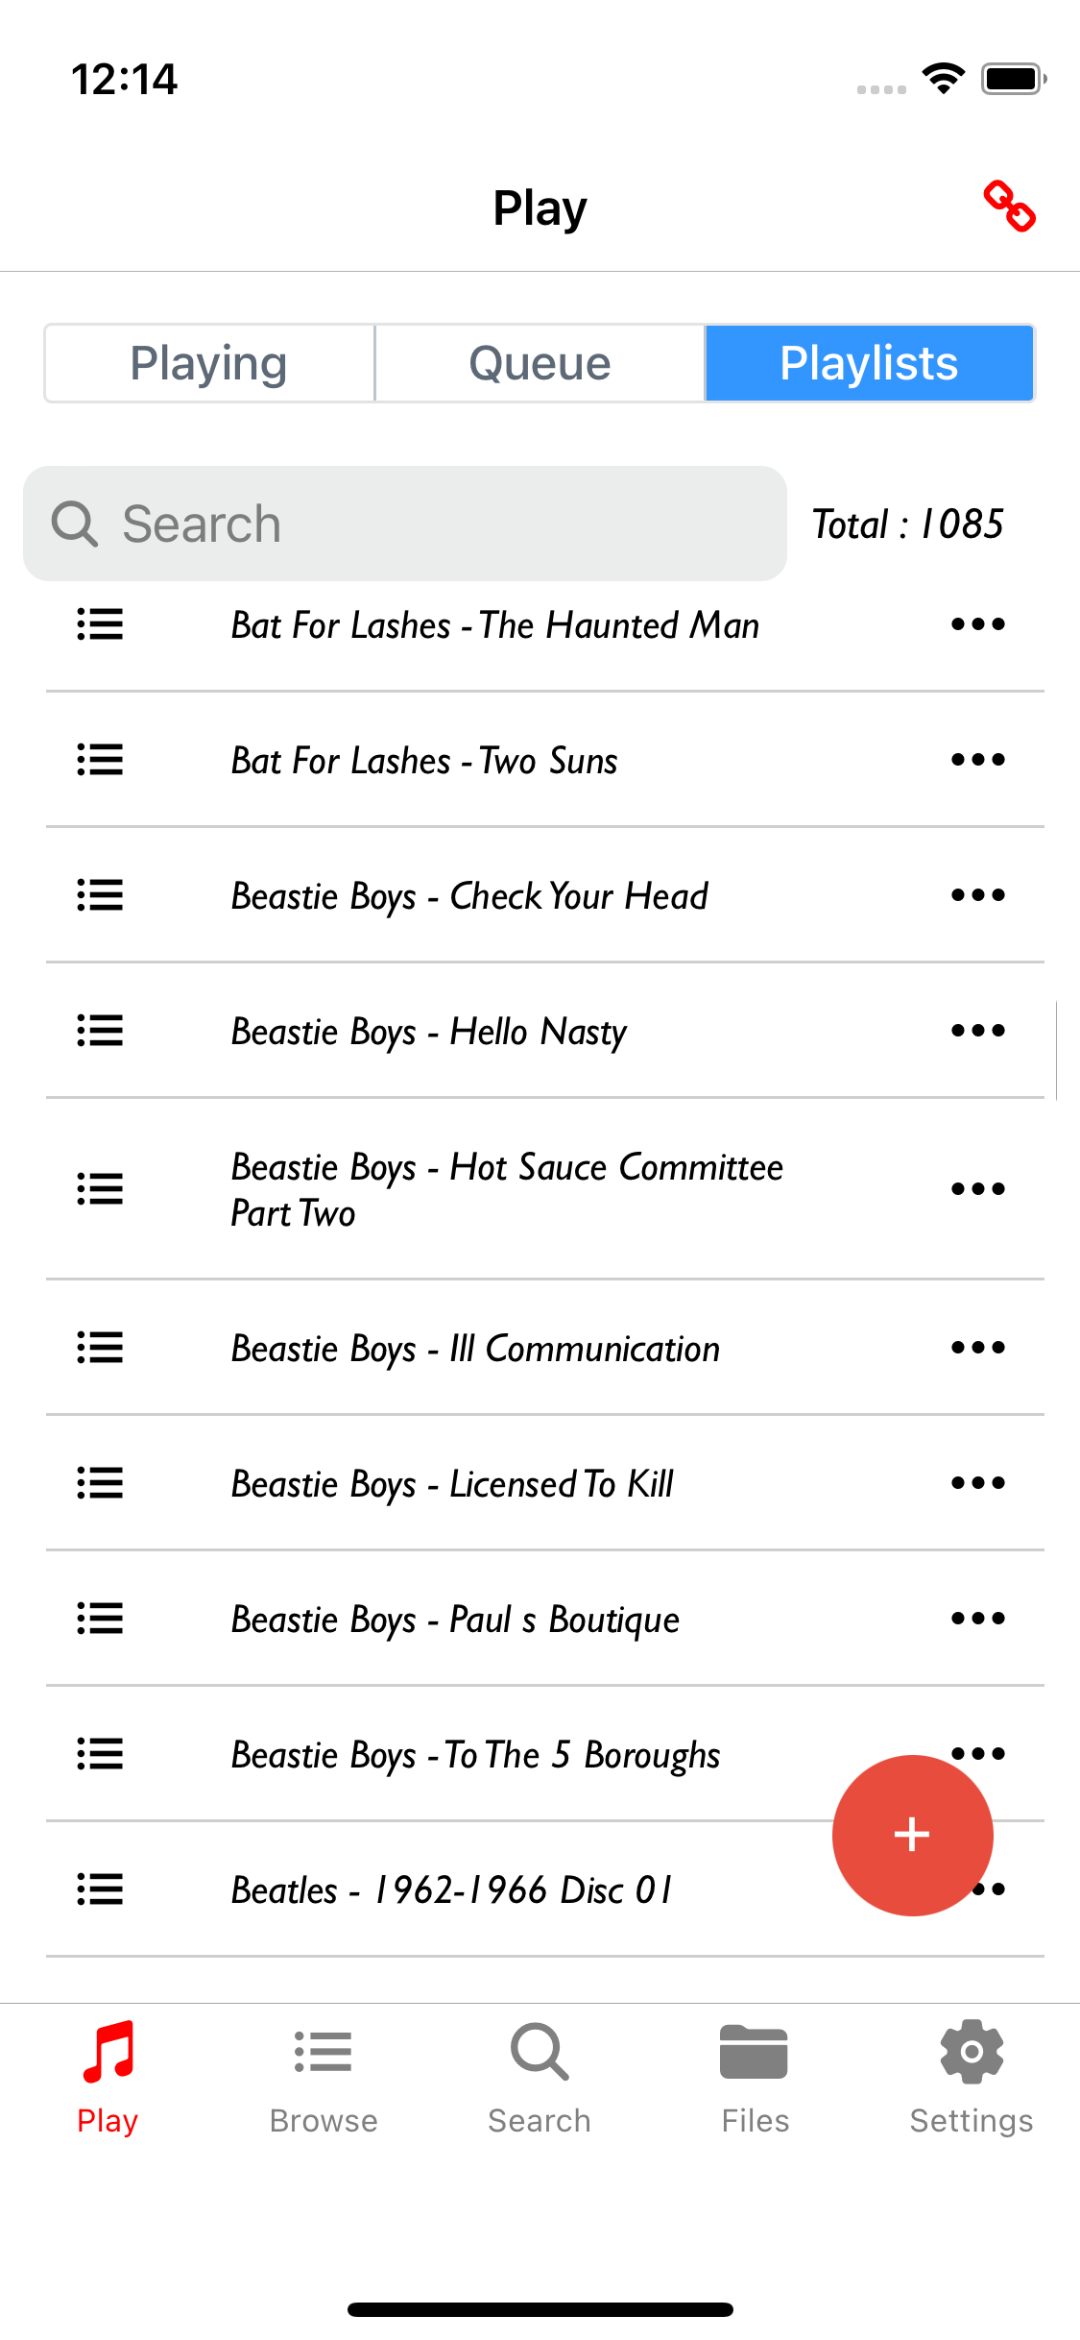 12:14
Play
Playing
Queue
Playlists
Search
Total : 1085
Bat For Lashes - The Haunted Man
Bat For Lashes - Two Suns
Beastie Boys - Check Your Head
Beastie Boys - Hello Nasty
Beastie Boys - Hot Sauce Committee
Part Two
Beastie Boys - Ill Communication
Beastie Boys - Licensed To Kill
Beastie Boys - Paul s Boutique
Beastie Boys - To The 5 Boroughs
Beatles - 1962-1966 Disc 01
+
Play
Browse
Search
Files
Settings